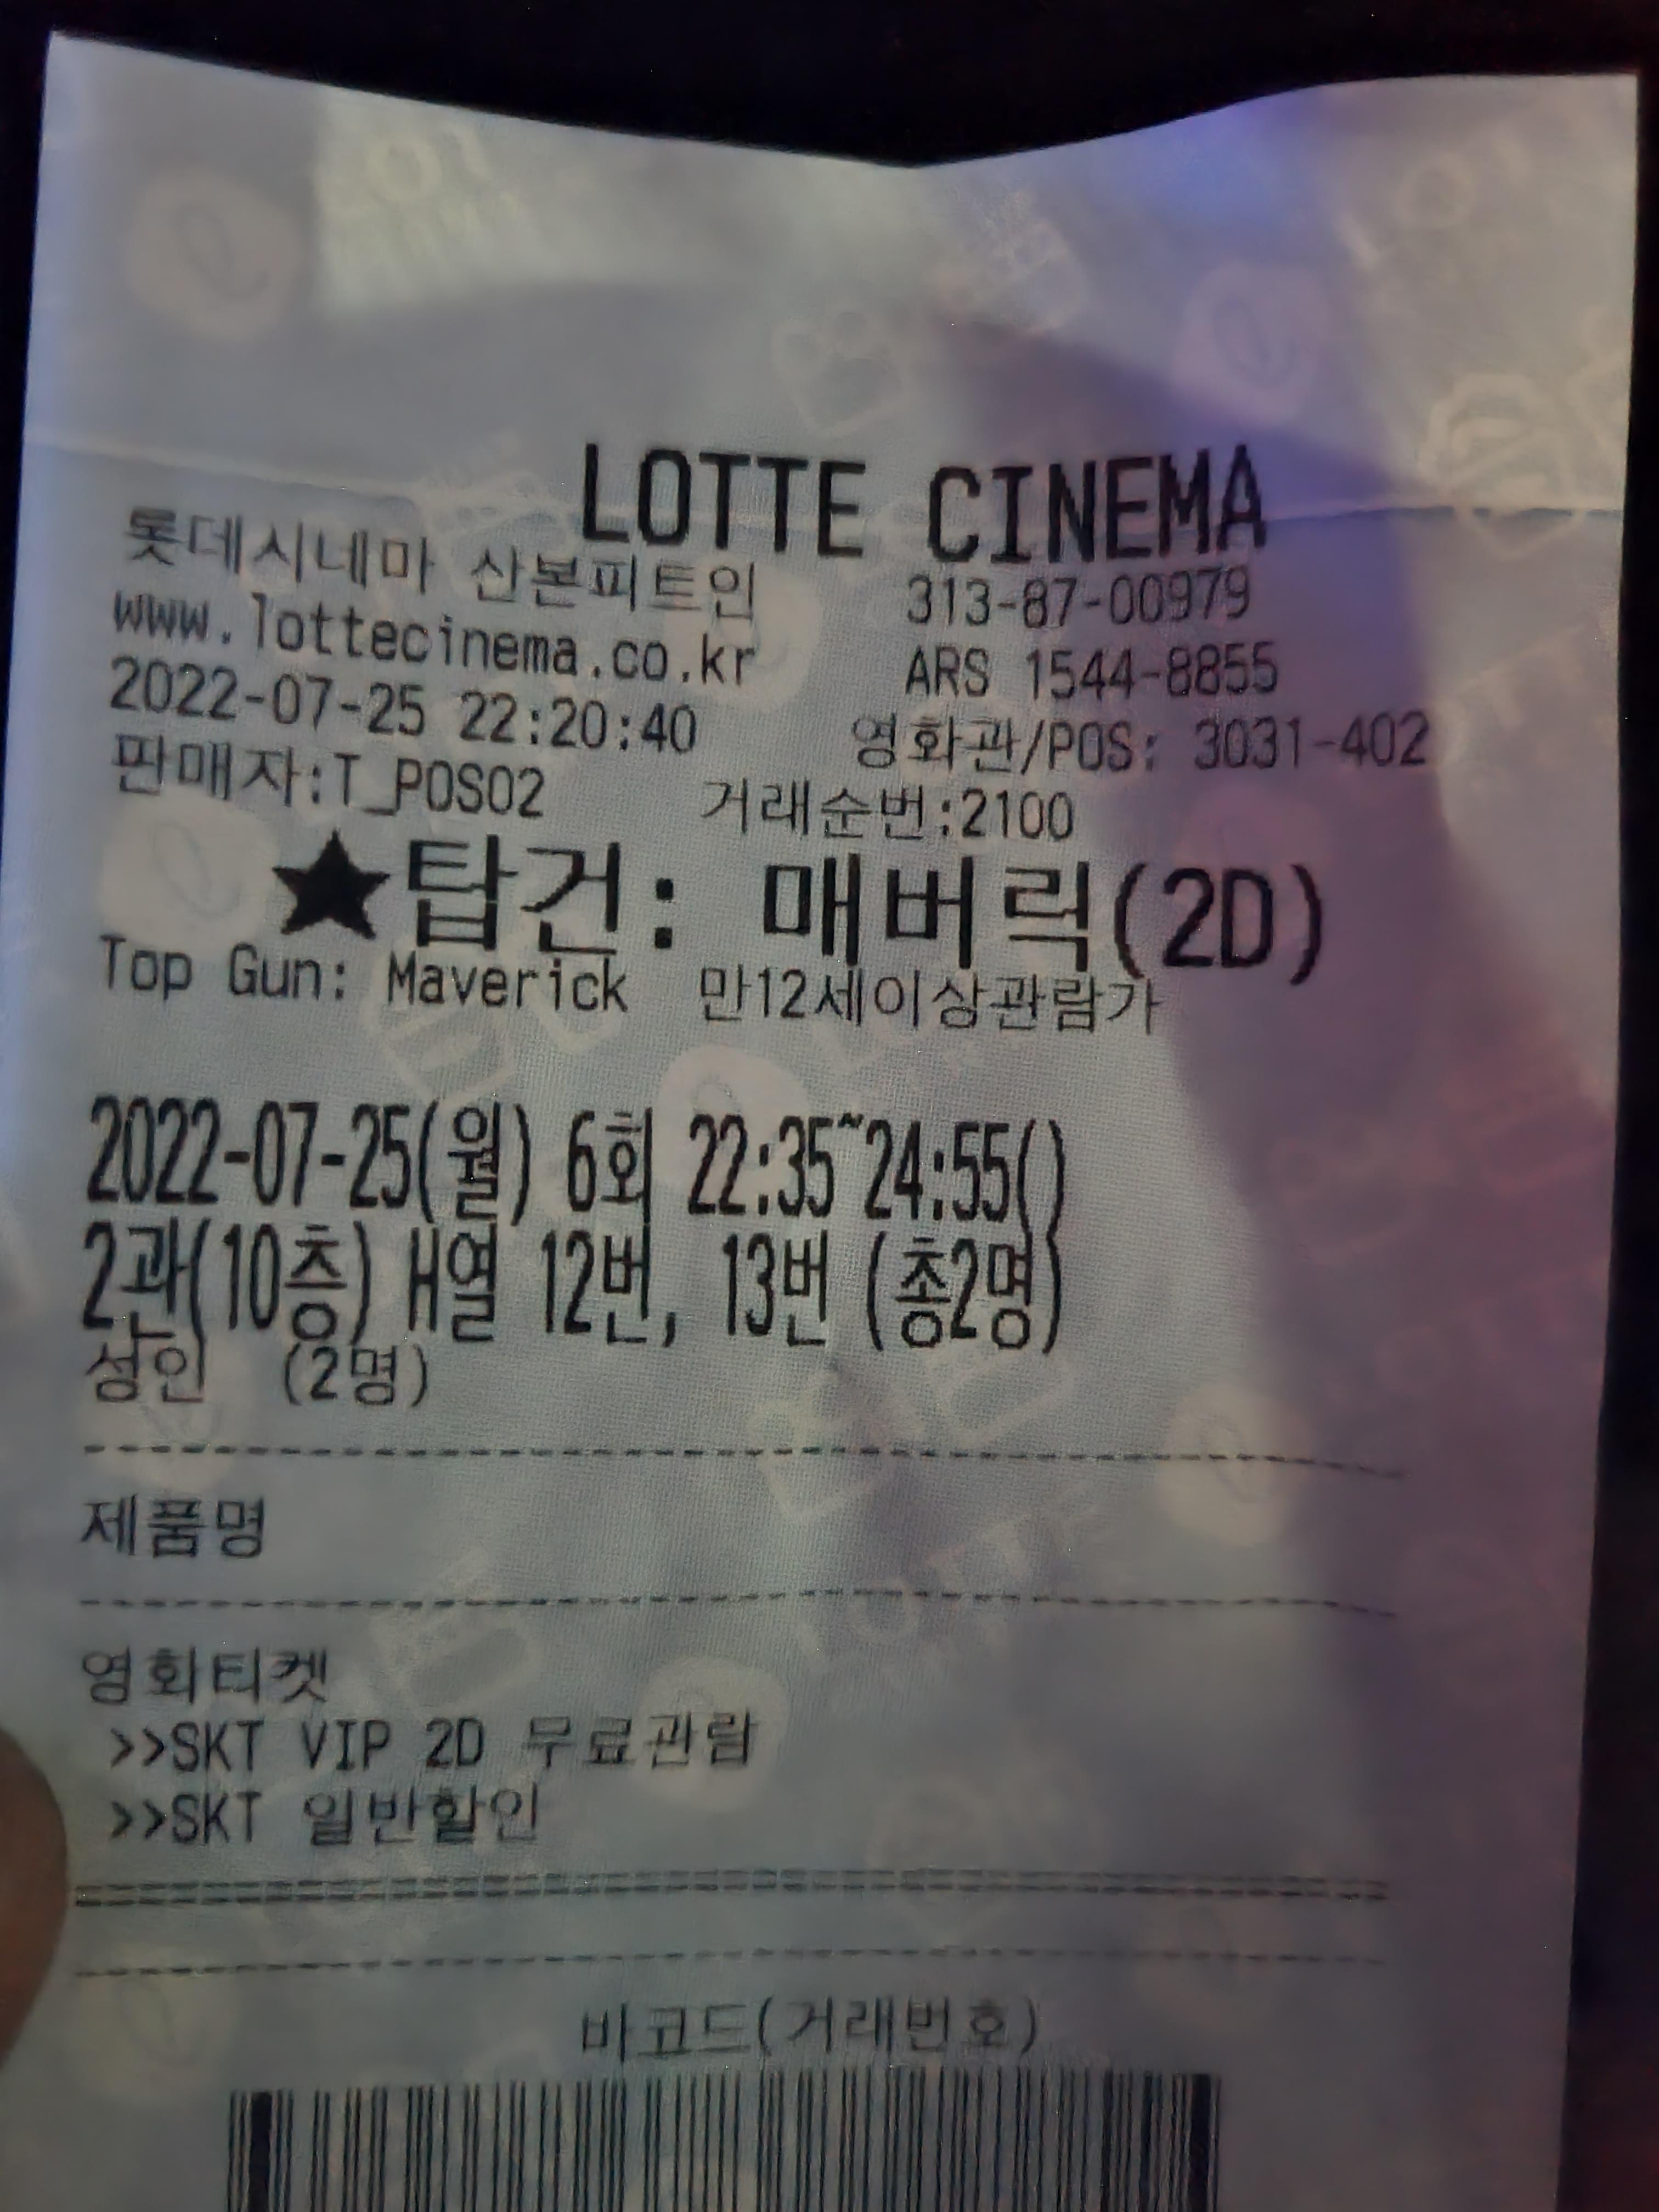 LOTTE CINEMA
롯데시네마 산본피트인 313-87-00979
www.lottecinema.co.kr ARS 1544-8855
2022-07-25 22:20:40 영화관/POS: 3031-402
판매자:T_POS02 거래순번:2100
★탑건: 매버릭(2D)
Top Gun: Maverick 만12세이상관람가
2022-07-25(월) 6회 22:35~24:55()
2관(10층) H열 12번, 13번 (총2명)
성인 (2명)
제품명
영화티켓
>>SKT VIP 2D 무료관람
>>SKT 일반할인
바코드(거래번호)